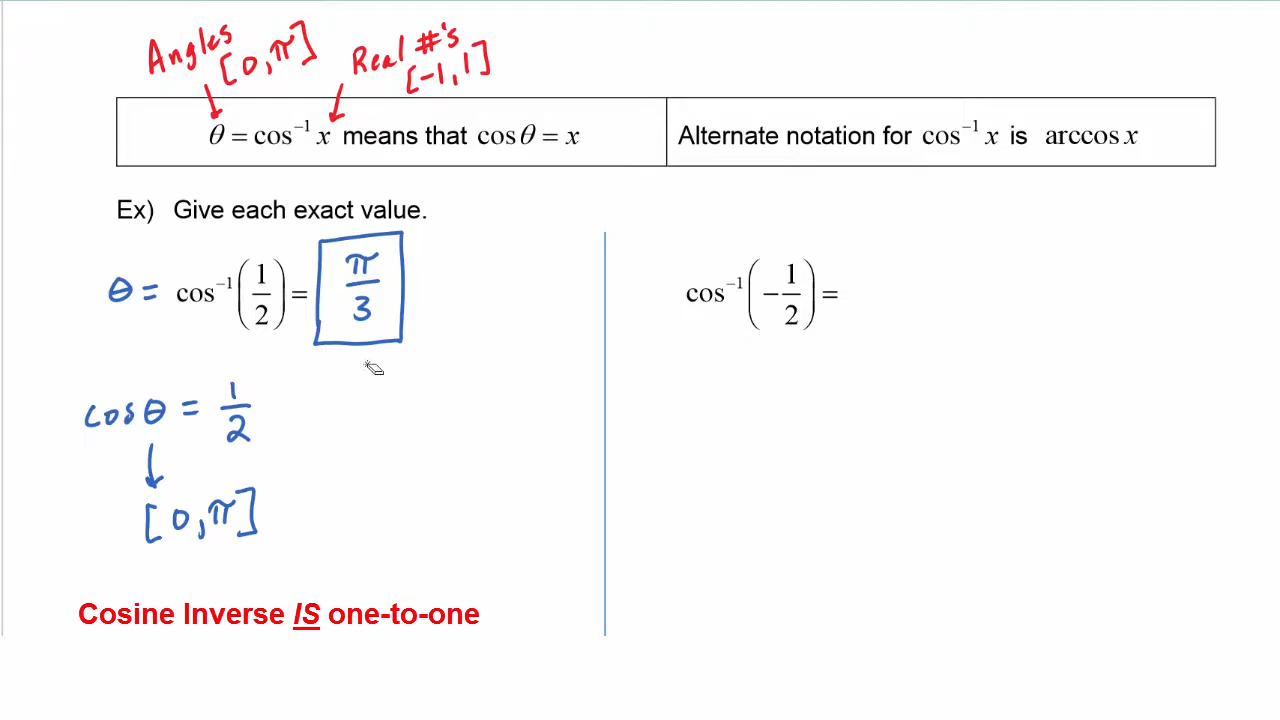 Angles [0, π] Real #'s [-1, 1]
θ = cos⁻¹ x means that cos θ = x
Alternate notation for cos⁻¹ x is arccos x
Ex) Give each exact value.
θ = cos⁻¹(1/2) = π/3
cos θ = 1/2
[0, π]
Cosine Inverse IS one-to-one
cos⁻¹(−1/2) =